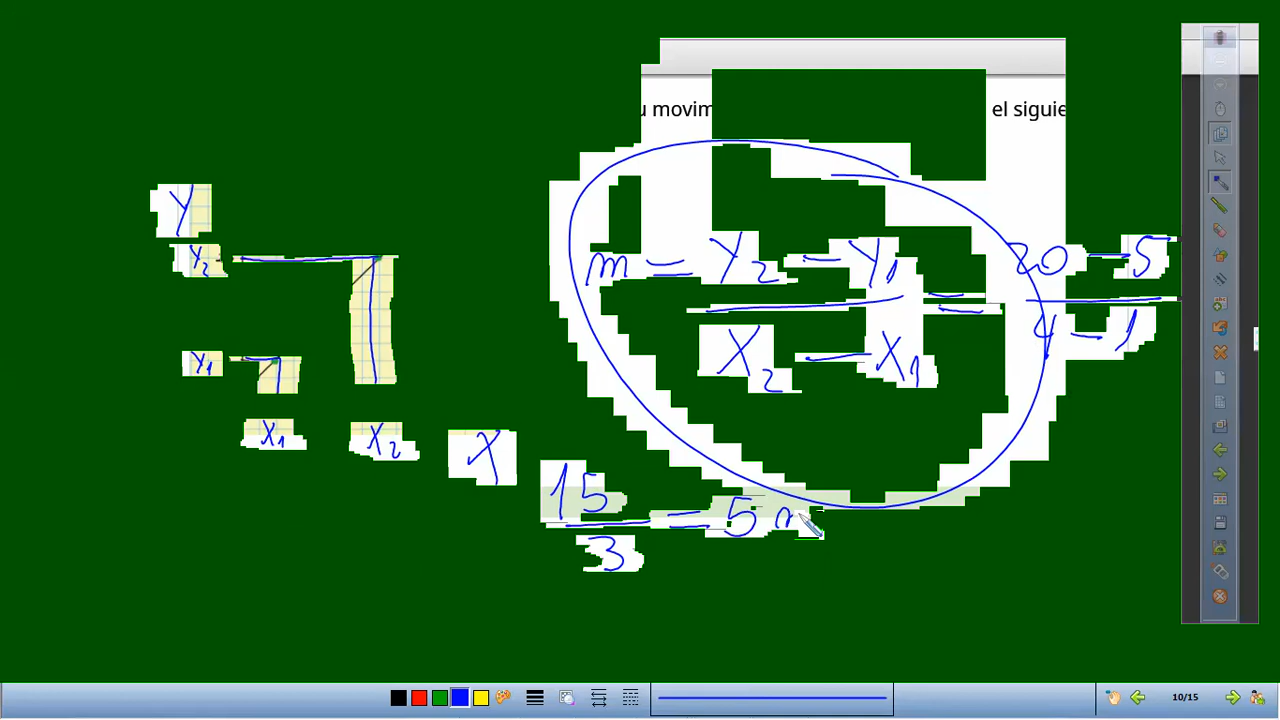 u movim el siguie
Y
Y2
Y1
X1 X2 X
m = Y2 - Y1 = 20 - 5
X2 - X1 4 - 1
15 = 5
3
10/15